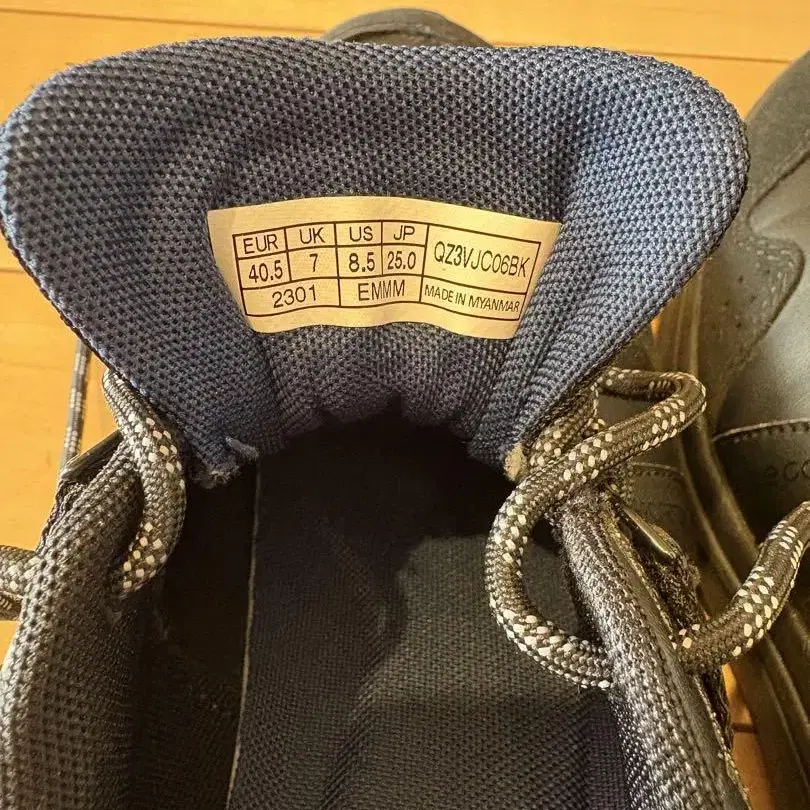 EUR UK US JP QZ3VJC06BK
40.5 7 8.5 25.0
2301 EMMM MADE IN MYANMAR